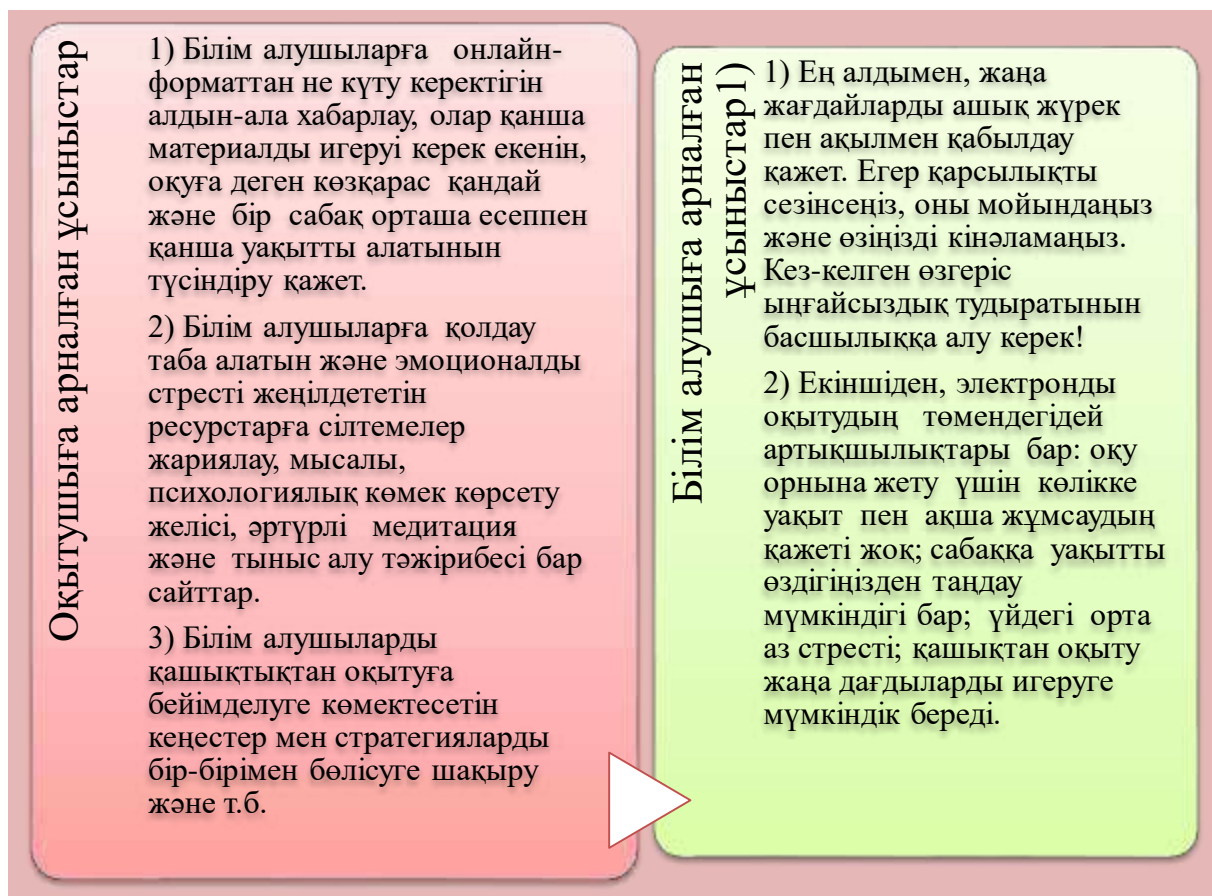 Оқытушыға арналған ұсыныстар
1) Білім алушыларға онлайн-
форматтан не күту керектігін
алдын-ала хабарлау, олар қанша
материалды игеруі керек екенін,
оқуға деген көзқарас қандай
және бір сабақ орташа есеппен
қанша уақытты алатынын
түсіндіру қажет.
2) Білім алушыларға қолдау
таба алатын және эмоционалды
стресті жеңілдететін
ресурстарға сілтемелер
жариялау, мысалы,
психологиялық көмек көрсету
желісі, әртүрлі медитация
және тыныс алу тәжірибесі бар
сайттар.
3) Білім алушыларды
қашықтықтан оқытуға
бейімделуге көмектесетін
кеңестер мен стратегияларды
бір-бірімен бөлісуге шақыру
және т.б.
Білім алушыға арналған
ұсыныстар1)
1) Ең алдымен, жаңа
жағдайларды ашық жүрек
пен ақылмен қабылдау
қажет. Егер қарсылықты
сезінсеңіз, оны мойындаңыз
және өзіңізді кінәламаңыз.
Кез-келген өзгеріс
ыңғайсыздық тудыратынын
басшылыққа алу керек!
2) Екіншіден, электронды
оқытудың төмендегідей
артықшылықтары бар: оқу
орнына жету үшін көлікке
уақыт пен ақша жұмсаудың
қажеті жоқ; сабаққа уақытты
өздігіңізден таңдау
мүмкіндігі бар; үйдегі орта
аз стресті; қашықтан оқыту
жаңа дағдыларды игеруге
мүмкіндік береді.